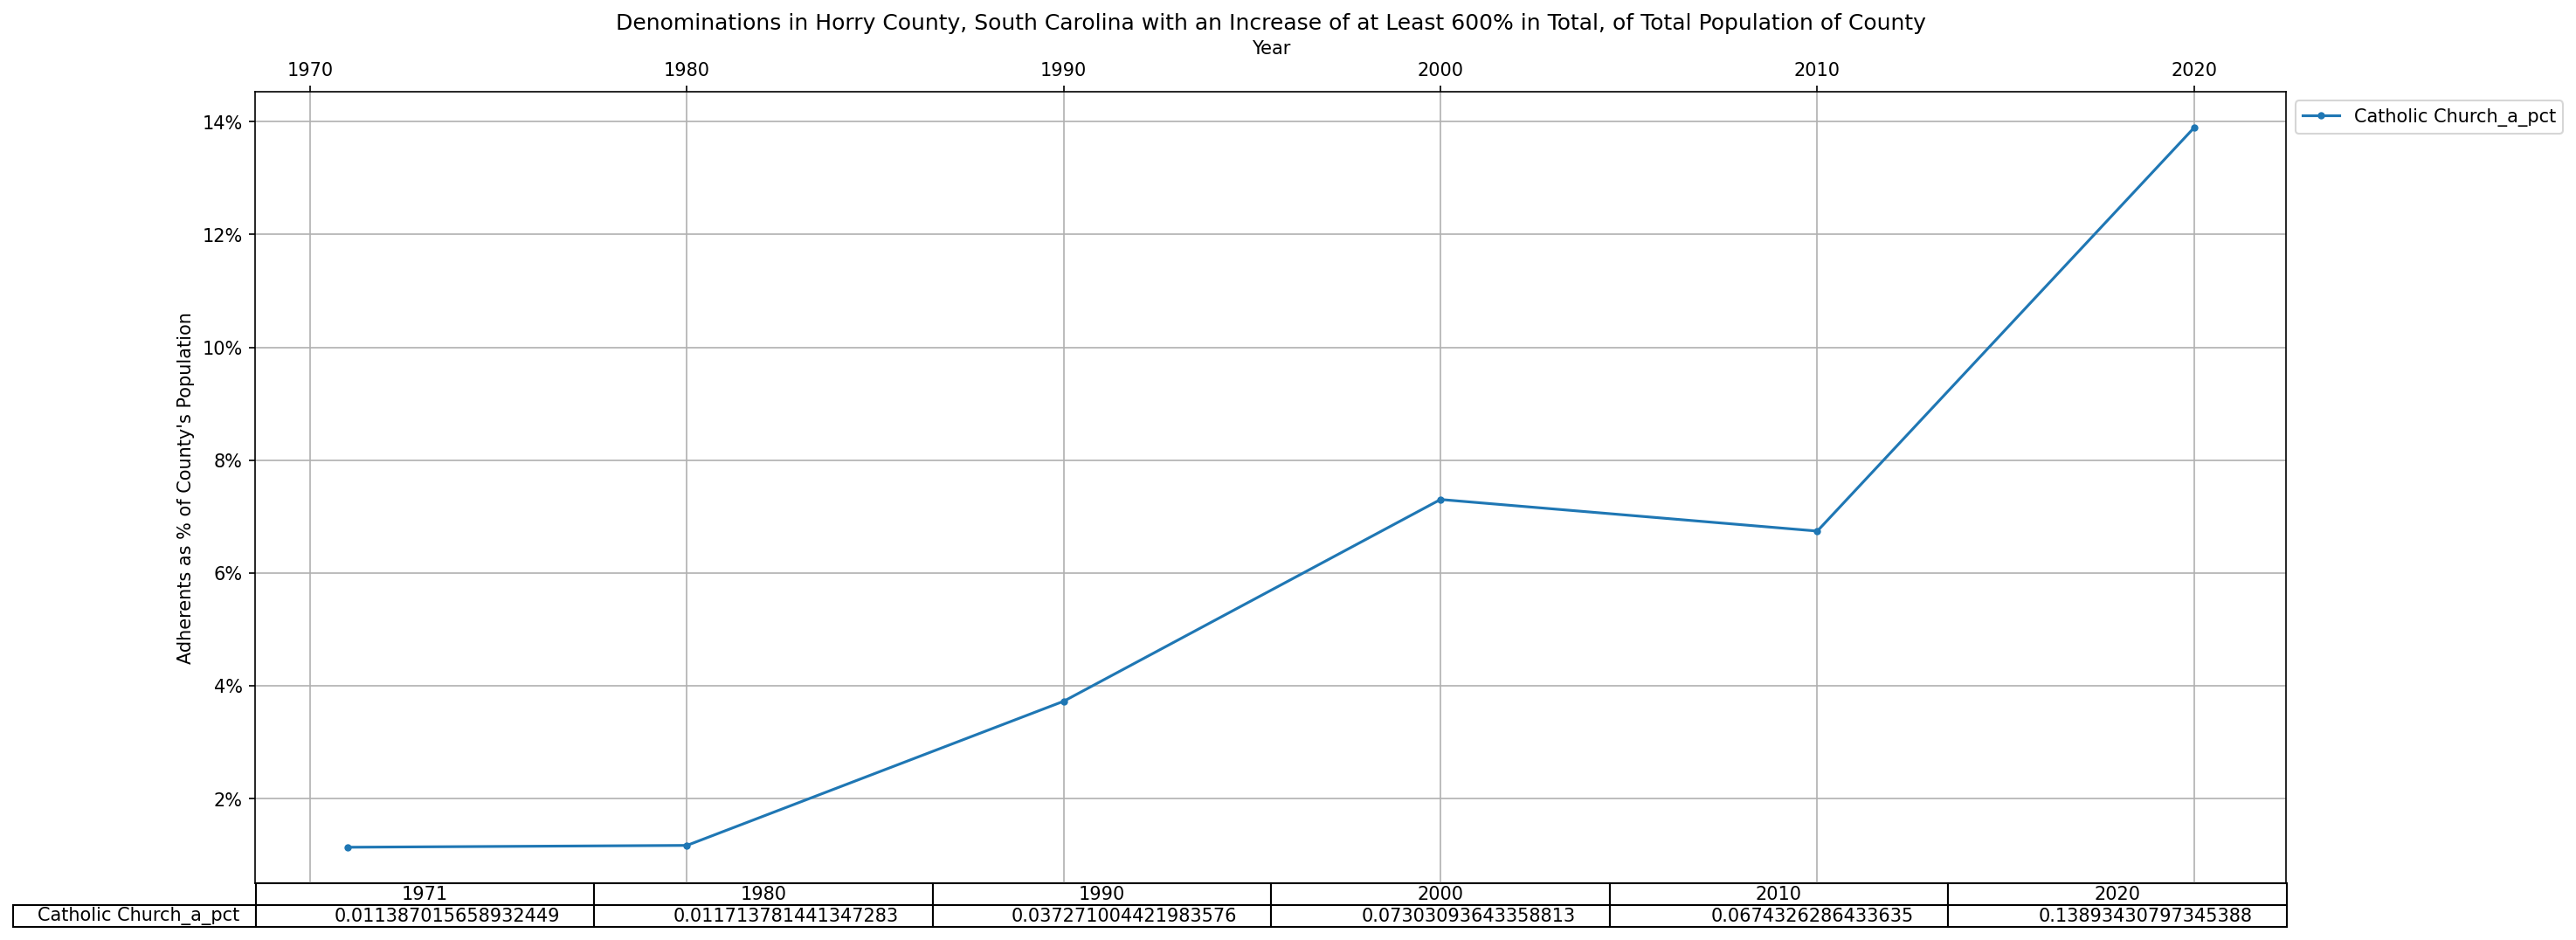 Denominations in Horry County, South Carolina with an Increase of at Least 600% in Total, of Total Population of County
Year
1970 1980 1990 2000 2010 2020
Catholic Church_a_pct
Adherents as % of County's Population
14%
12%
10%
8%
6%
4%
2%
1971 1980 1990 2000 2010 2020
Catholic Church_a_pct 0.011387015658932449 0.011713781441347283 0.037271004421983576 0.07303093643358813 0.0674326286433635 0.13893430797345388